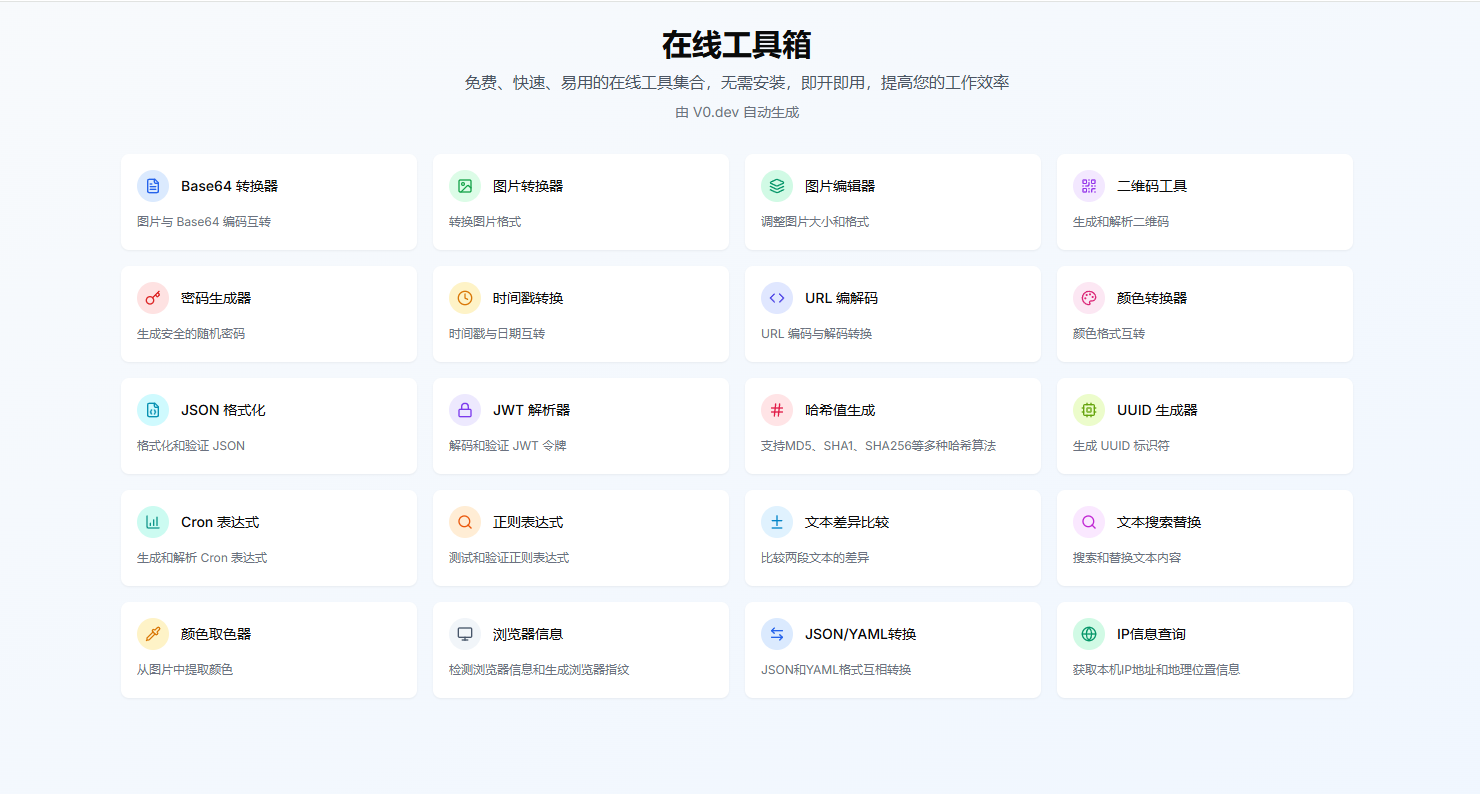 在线工具箱
免费、快速、易用的在线工具集合，无需安装，即开即用，提高您的工作效率
由 V0.dev 自动生成
Base64 转换器
图片与 Base64 编码互转
图片转换器
转换图片格式
图片编辑器
调整图片大小和格式
二维码工具
生成和解析二维码
密码生成器
生成安全的随机密码
时间戳转换
时间戳与日期互转
URL 编解码
URL 编码与解码转换
颜色转换器
颜色格式互转
JSON 格式化
格式化和验证 JSON
JWT 解析器
解码和验证 JWT 令牌
哈希值生成
支持MD5、SHA1、SHA256等多种哈希算法
UUID 生成器
生成 UUID 标识符
Cron 表达式
生成和解析 Cron 表达式
正则表达式
测试和验证正则表达式
文本差异比较
比较两段文本的差异
文本搜索替换
搜索和替换文本内容
颜色取色器
从图片中提取颜色
浏览器信息
检测浏览器信息和生成浏览器指纹
JSON/YAML转换
JSON和YAML格式互相转换
IP信息查询
获取本机IP地址和地理位置信息